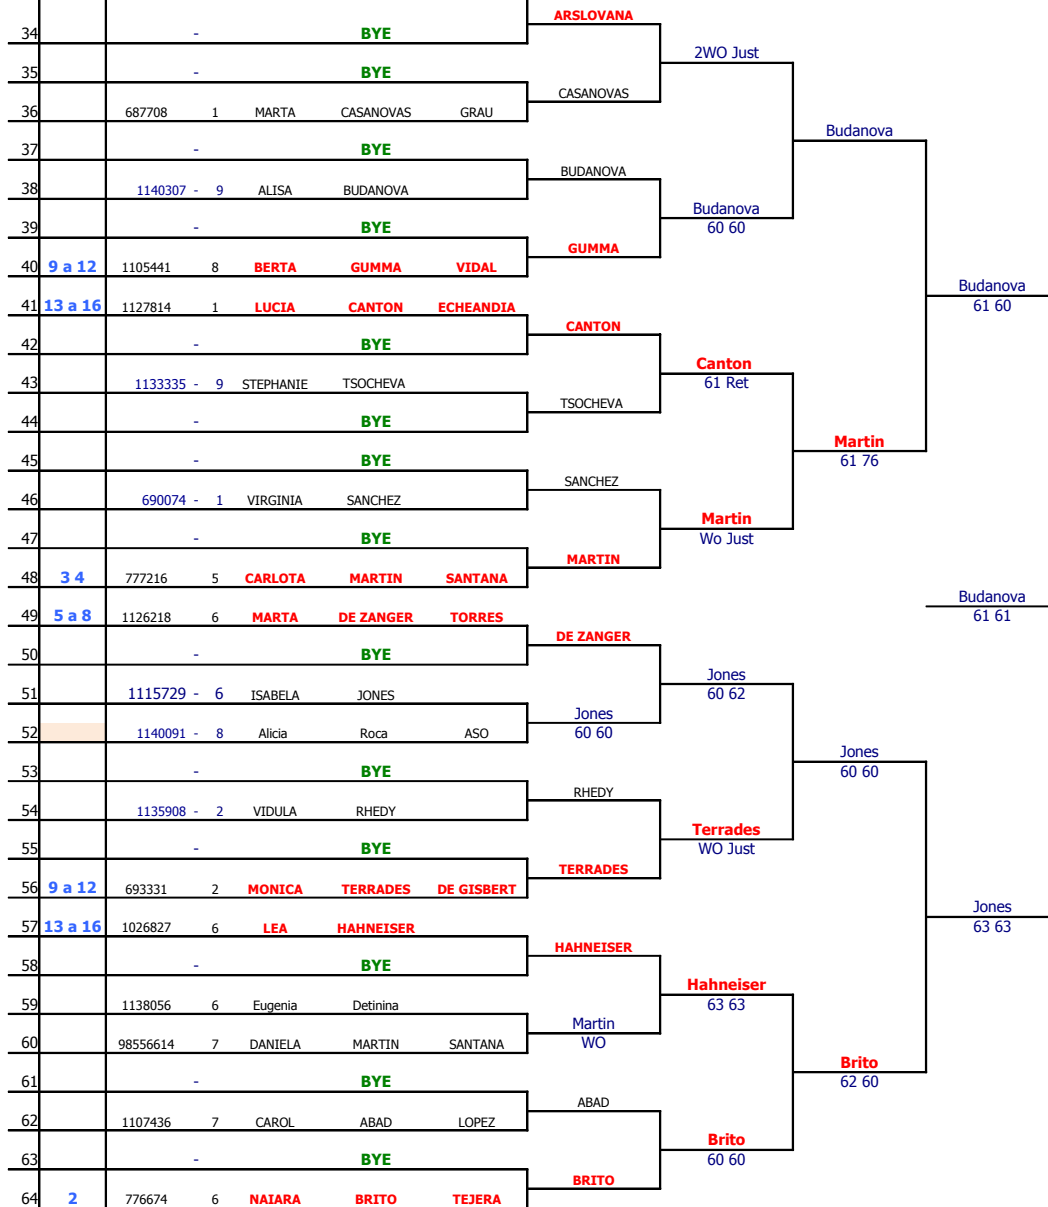 ARSLOVANA
34 - BYE
2WO Just
35 - BYE
CASANOVAS
36 687708 1 MARTA CASANOVAS GRAU
Budanova
37 - BYE
BUDANOVA
38 1140307 - 9 ALISA BUDANOVA
Budanova
39 - BYE
60 60
GUMMA
40 9 a 12 1105441 8 BERTA GUMMA VIDAL
Budanova
41 13 a 16 1127814 1 LUCIA CANTON ECHEANDIA
61 60
CANTON
42 - BYE
Canton
43 1133335 - 9 STEPHANIE TSOCHEVA
61 Ret
TSOCHEVA
44 - BYE
Martin
45 - BYE
61 76
SANCHEZ
46 690074 - 1 VIRGINIA SANCHEZ
Martin
47 - BYE
Wo Just
MARTIN
48 3 4 777216 5 CARLOTA MARTIN SANTANA
Budanova
49 5 a 8 1126218 6 MARTA DE ZANGER TORRES
61 61
DE ZANGER
50 - BYE
Jones
51 1115729 - 6 ISABELA JONES
60 62
Jones
52 1140091 - 8 Alicia Roca ASO
60 60
Jones
53 - BYE
60 60
RHEDY
54 1135908 - 2 VIDULA RHEDY
Terrades
55 - BYE
WO Just
TERRADES
56 9 a 12 693331 2 MONICA TERRADES DE GISBERT
Jones
57 13 a 16 1026827 6 LEA HAHNEISER
63 63
HAHNEISER
58 - BYE
Hahneiser
59 1138056 6 Eugenia Detinina
63 63
Martin
60 98556614 7 DANIELA MARTIN SANTANA
WO
Brito
61 - BYE
62 60
ABAD
62 1107436 7 CAROL ABAD LOPEZ
Brito
63 - BYE
60 60
BRITO
64 2 776674 6 NAIARA BRITO TEJERA